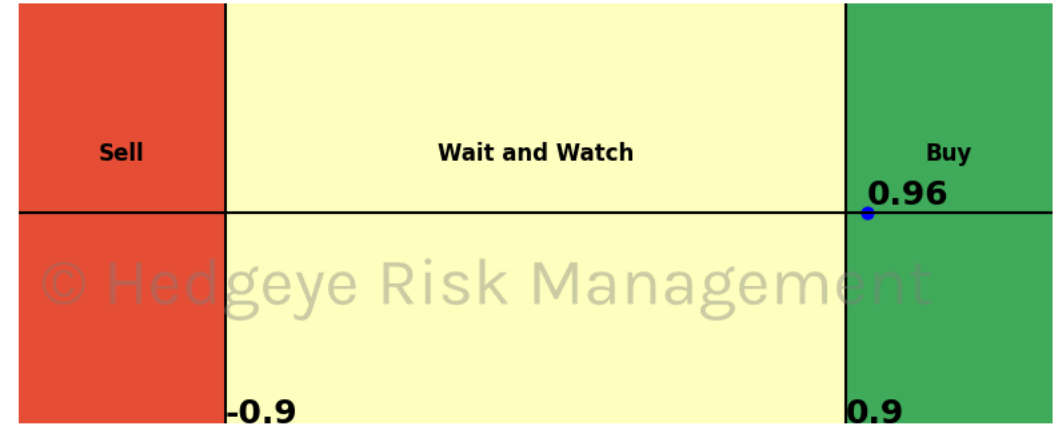 Sell
Wait and Watch
Buy
0.96
© Hedgeye Risk Management
-0.9
0.9